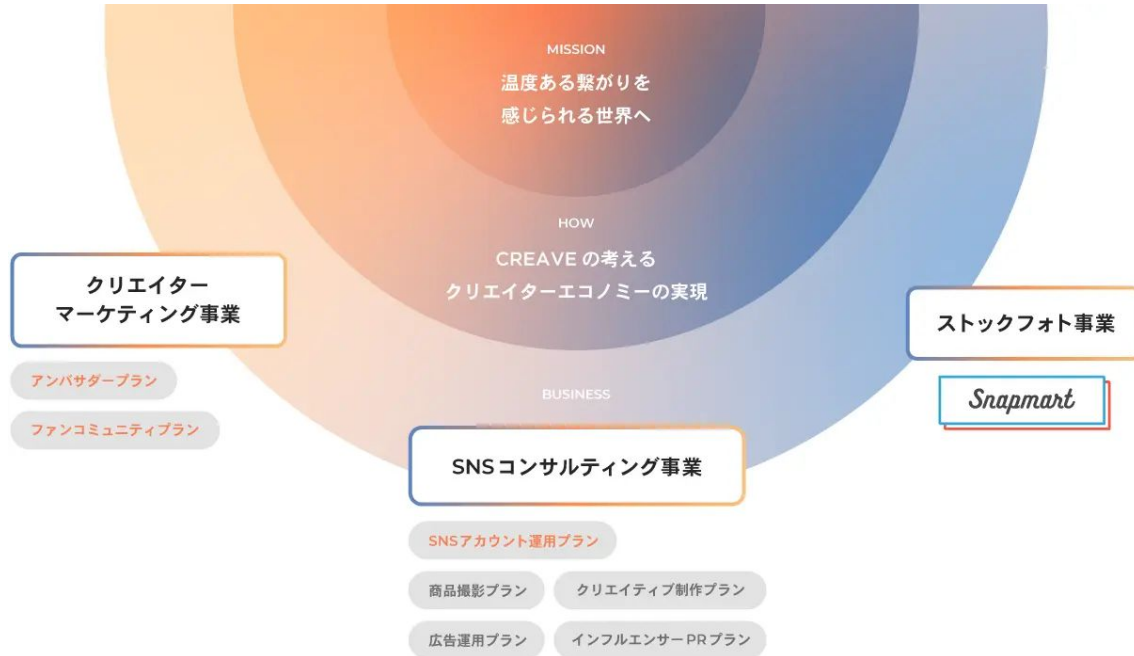 MISSION
温度ある繋がりを
感じられる世界へ
HOW
CREAVE の考える
クリエイターエコノミーの実現
BUSINESS
クリエイター
マーケティング事業
アンバサダープラン
ファンコミュニティプラン
SNSコンサルティング事業
SNSアカウント運用プラン
商品撮影プラン
クリエイティブ制作プラン
広告運用プラン
インフルエンサーPRプラン
ストックフォト事業
Snapmart